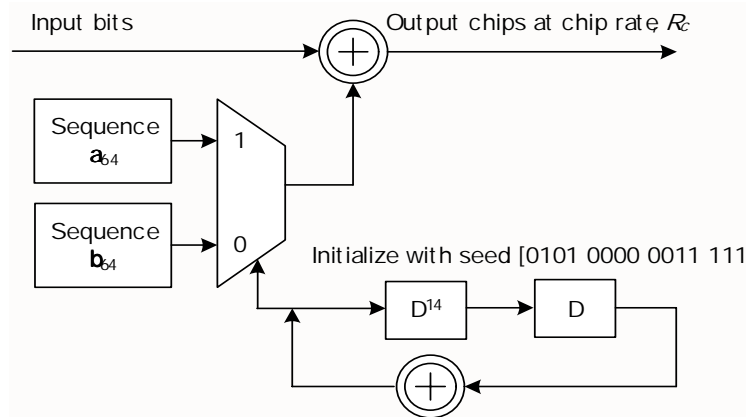 Input bits
Output chips at chip rate, Rc
Sequence
a64
1
Sequence
b64
0
Initialize with seed [0101 0000 0011 111
D14
D